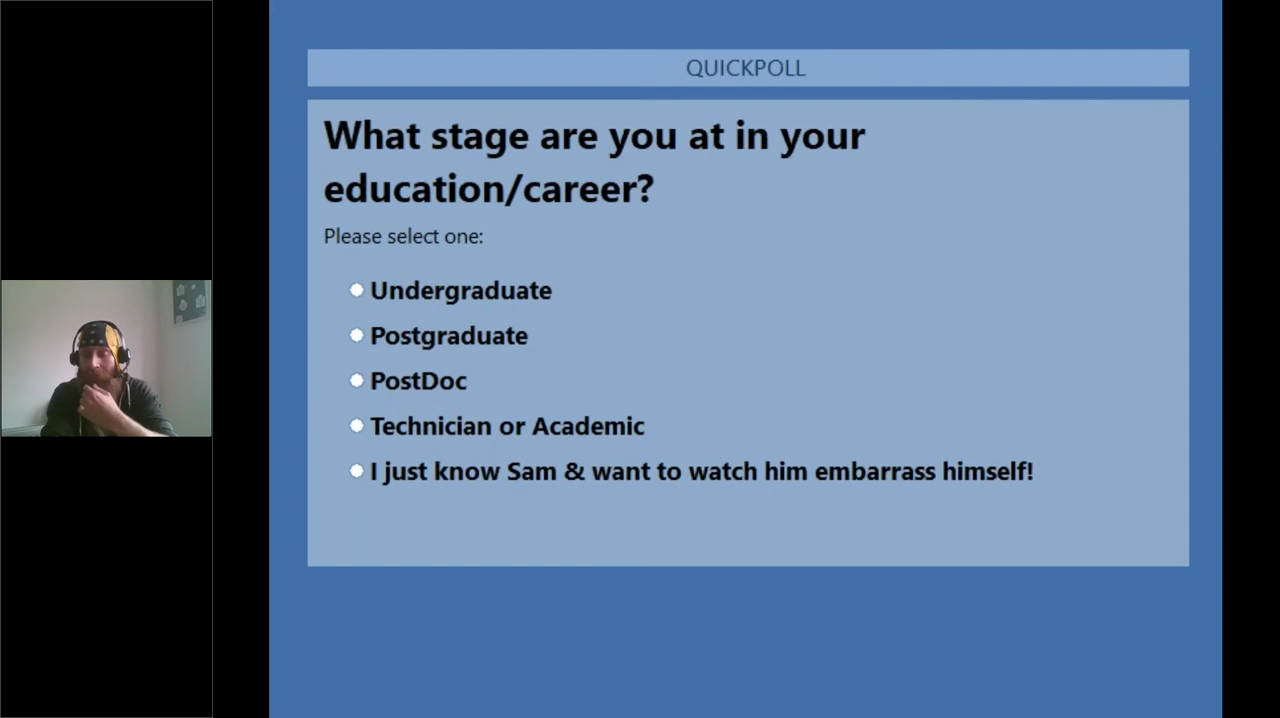 QUICKPOLL
What stage are you at in your
education/career?
Please select one:
Undergraduate
Postgraduate
PostDoc
Technician or Academic
I just know Sam & want to watch him embarrass himself!